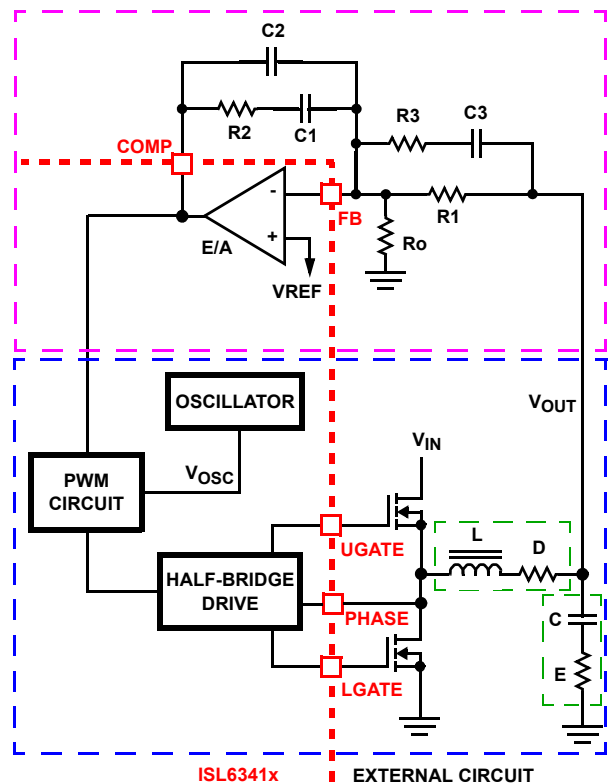 C2
R2
C1
R3
C3
COMP
-
FB
R1
E/A
+
Ro
VREF
OSCILLATOR
VOUT
VIN
PWM
CIRCUIT
VOSC
UGATE
L
D
HALF-BRIDGE
DRIVE
PHASE
C
E
LGATE
ISL6341x
EXTERNAL CIRCUIT